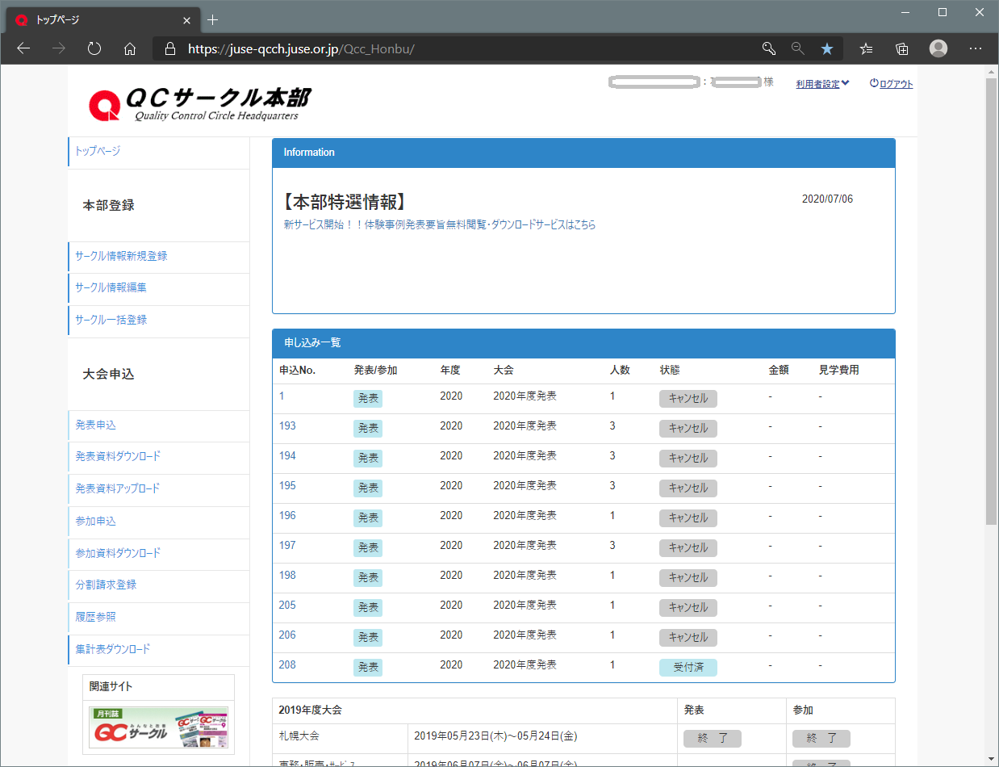 トップページ
https://juse-qcch.juse.or.jp/Qcc_Honbu/
: 様 利用者設定 ログアウト
QCサークル本部
Quality Control Circle Headquarters
トップページ
本部登録
サークル情報新規登録
サークル情報編集
サークル一括登録
大会申込
発表申込
発表資料ダウンロード
発表資料アップロード
参加申込
参加資料ダウンロード
分割請求登録
履歴参照
集計表ダウンロード
関連サイト
月刊誌
みんなと改善
QCサークル
Information
【本部特選情報】 2020/07/06
新サービス開始！！体験事例発表要旨無料閲覧・ダウンロードサービスはこちら
申し込み一覧
申込No. 発表/参加 年度 大会 人数 状態 金額 見学費用
1 発表 2020 2020年度発表 1 キャンセル - -
193 発表 2020 2020年度発表 3 キャンセル - -
194 発表 2020 2020年度発表 3 キャンセル - -
195 発表 2020 2020年度発表 3 キャンセル - -
196 発表 2020 2020年度発表 1 キャンセル - -
197 発表 2020 2020年度発表 3 キャンセル - -
198 発表 2020 2020年度発表 1 キャンセル - -
205 発表 2020 2020年度発表 1 キャンセル - -
206 発表 2020 2020年度発表 1 キャンセル - -
208 発表 2020 2020年度発表 1 受付済 - -
2019年度大会 発表 参加
札幌大会 2019年05月23日(木)～05月24日(金) 終 了 終 了
事務・販売・サービス 2019年06月07日(金)～06月07日(金) 終 了